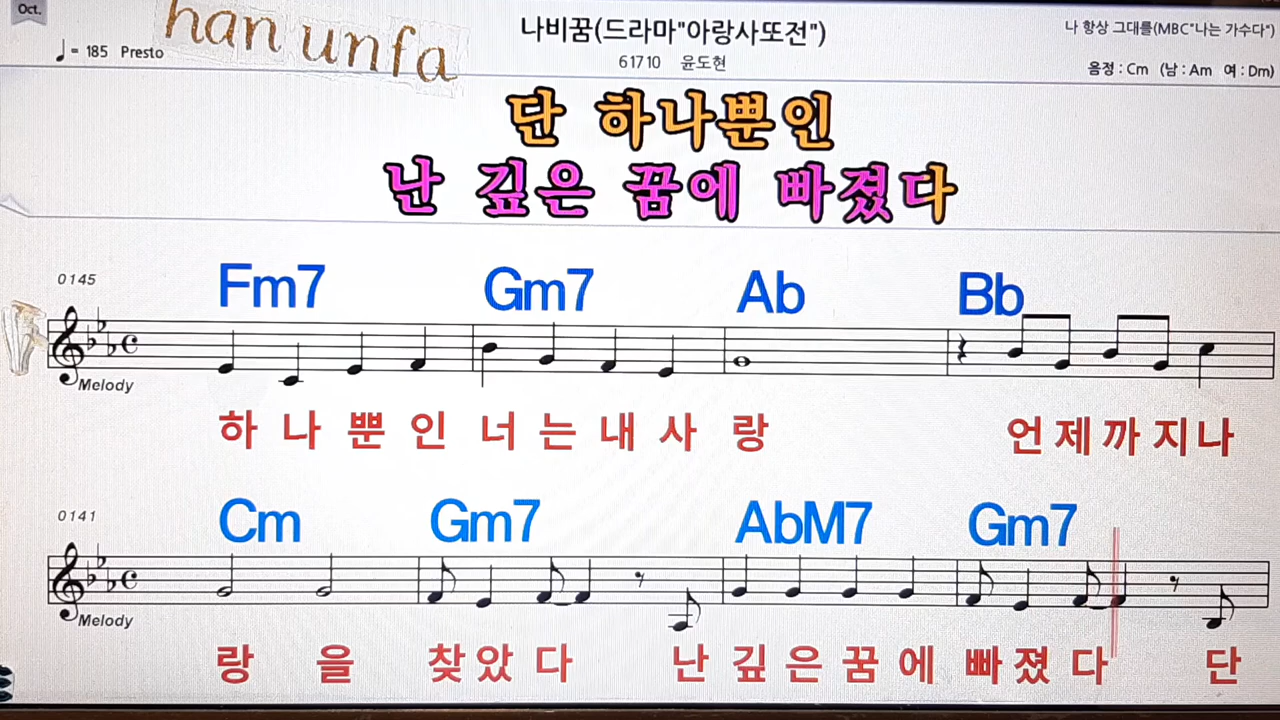 Oct.
han unfa
나비꿈(드라마"아랑사또전")
나 항상 그대를(MBC"나는 가수다")
♩= 185 Presto
61710 윤도현
음정 : Cm (남 : Am 여 : Dm)
단 하나뿐인
난 깊은 꿈에 빠졌다
0145
Fm7 Gm7 Ab Bb
Melody
하 나 뿐 인 너 는 내 사 랑 언 제 까 지 나
0141
Cm Gm7 AbM7 Gm7
Melody
랑 을 찾 았 다 난 깊 은 꿈 에 빠 졌 다 단